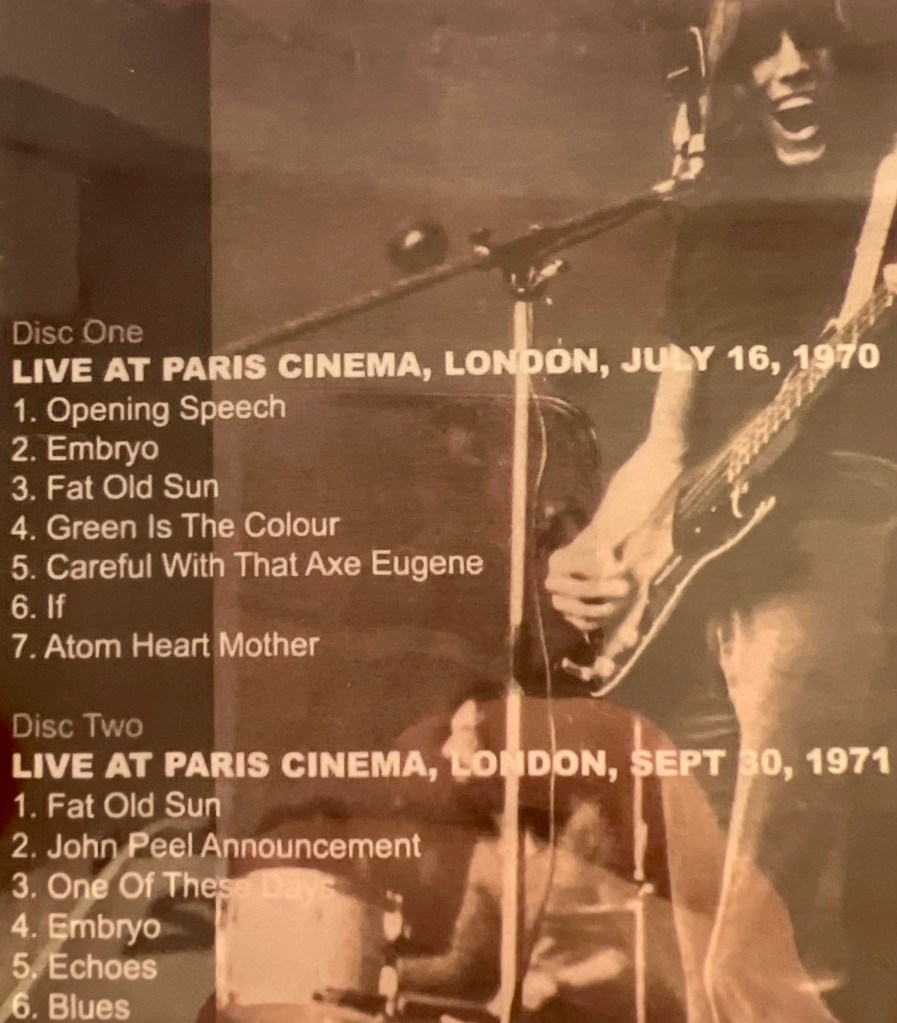 Disc One
LIVE AT PARIS CINEMA, LONDON, JULY 16, 1970
1. Opening Speech
2. Embryo
3. Fat Old Sun
4. Green Is The Colour
5. Careful With That Axe Eugene
6. If
7. Atom Heart Mother
Disc Two
LIVE AT PARIS CINEMA, LONDON, SEPT 30, 1971
1. Fat Old Sun
2. John Peel Announcement
3. One Of These Days
4. Embryo
5. Echoes
6. Blues